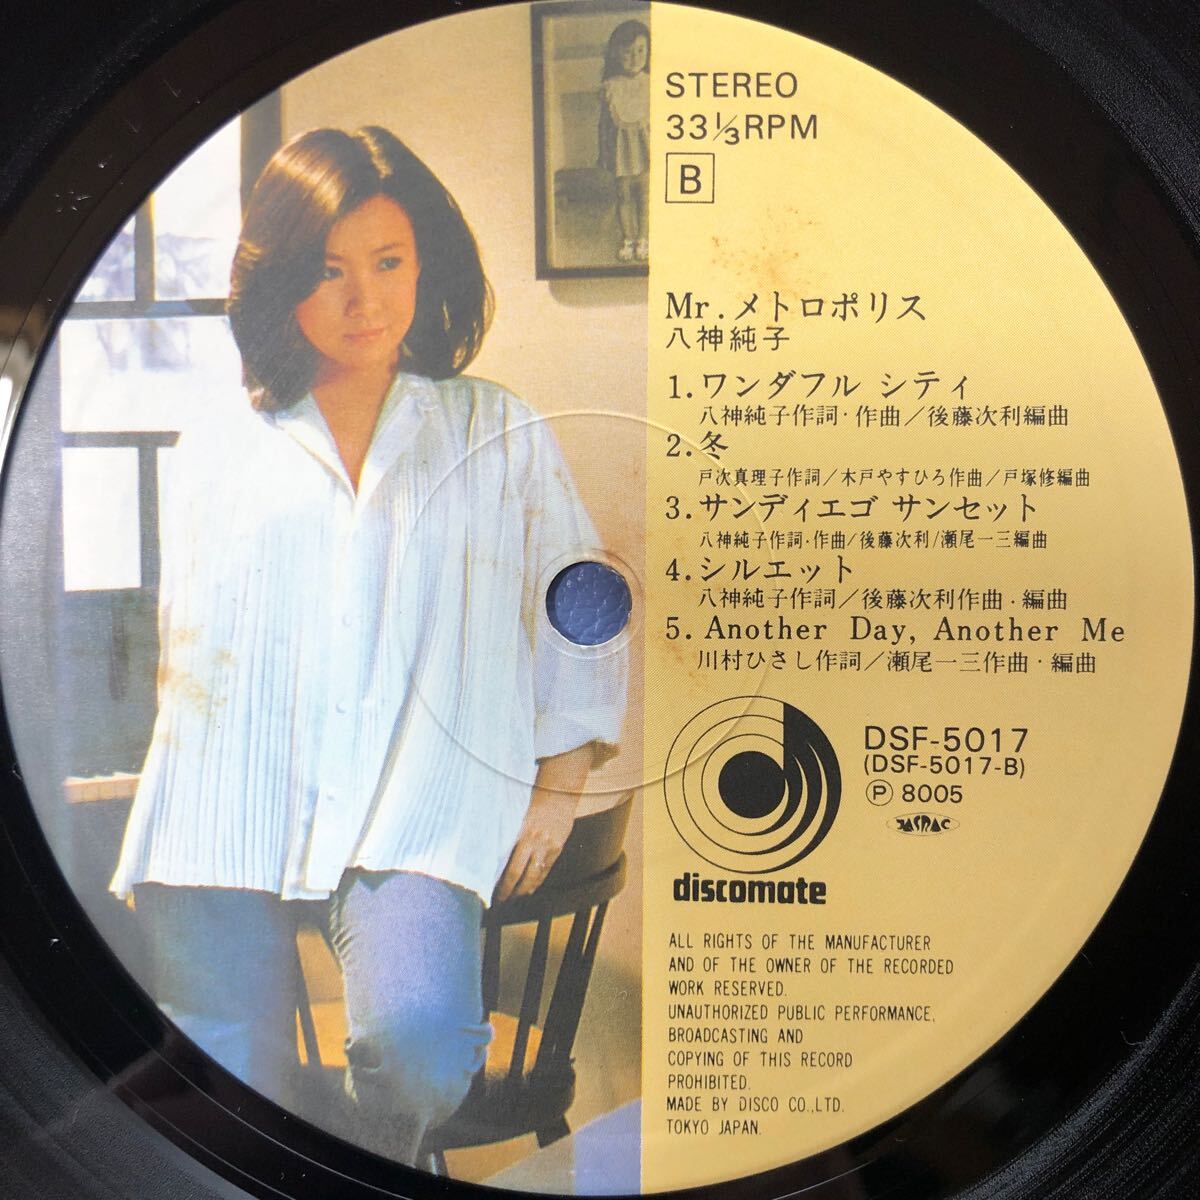 STEREO
33 1/3 RPM
B
Mr.メトロポリス
八神純子
1.ワンダフル シティ
八神純子作詞・作曲/後藤次利編曲
2.冬
戸次真理子作詞/木戸やすひろ作曲/戸塚修編曲
3.サンディエゴ サンセット
八神純子作詞・作曲/後藤次利/瀬尾一三編曲
4.シルエット
八神純子作詞/後藤次利作曲・編曲
5.Another Day, Another Me
川村ひさし作詞/瀬尾一三作曲・編曲
DSF-5017
(DSF-5017-B)
Ⓟ 8005
JASRAC
discomate
ALL RIGHTS OF THE MANUFACTURER
AND OF THE OWNER OF THE RECORDED
WORK RESERVED.
UNAUTHORIZED PUBLIC PERFORMANCE,
BROADCASTING AND
COPYING OF THIS RECORD
PROHIBITED.
MADE BY DISCO CO.,LTD.
TOKYO JAPAN.